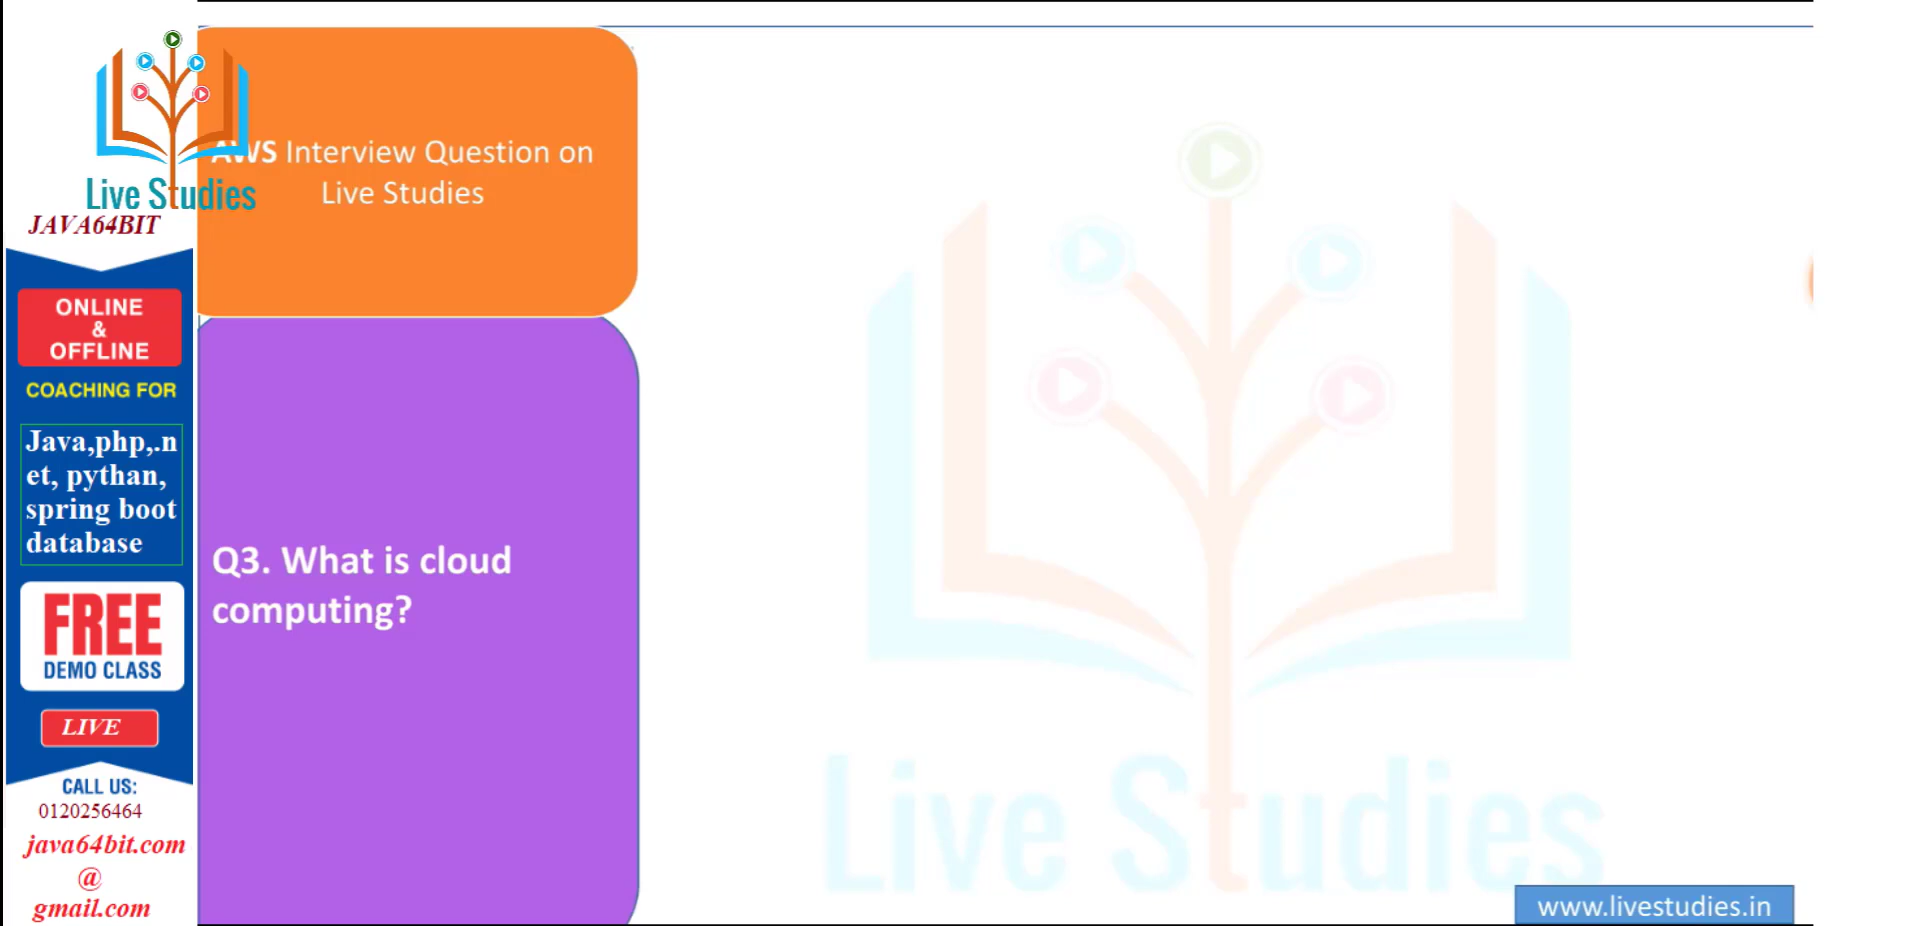 Live Studies
JAVA64BIT
ONLINE
&
OFFLINE
COACHING FOR
Java,php,.n
et, pythan,
spring boot
database
FREE
DEMO CLASS
LIVE
CALL US:
0120256464
java64bit.com
@
gmail.com
AWS Interview Question on
Live Studies
Q3. What is cloud
computing?
Live Studies
www.livestudies.in